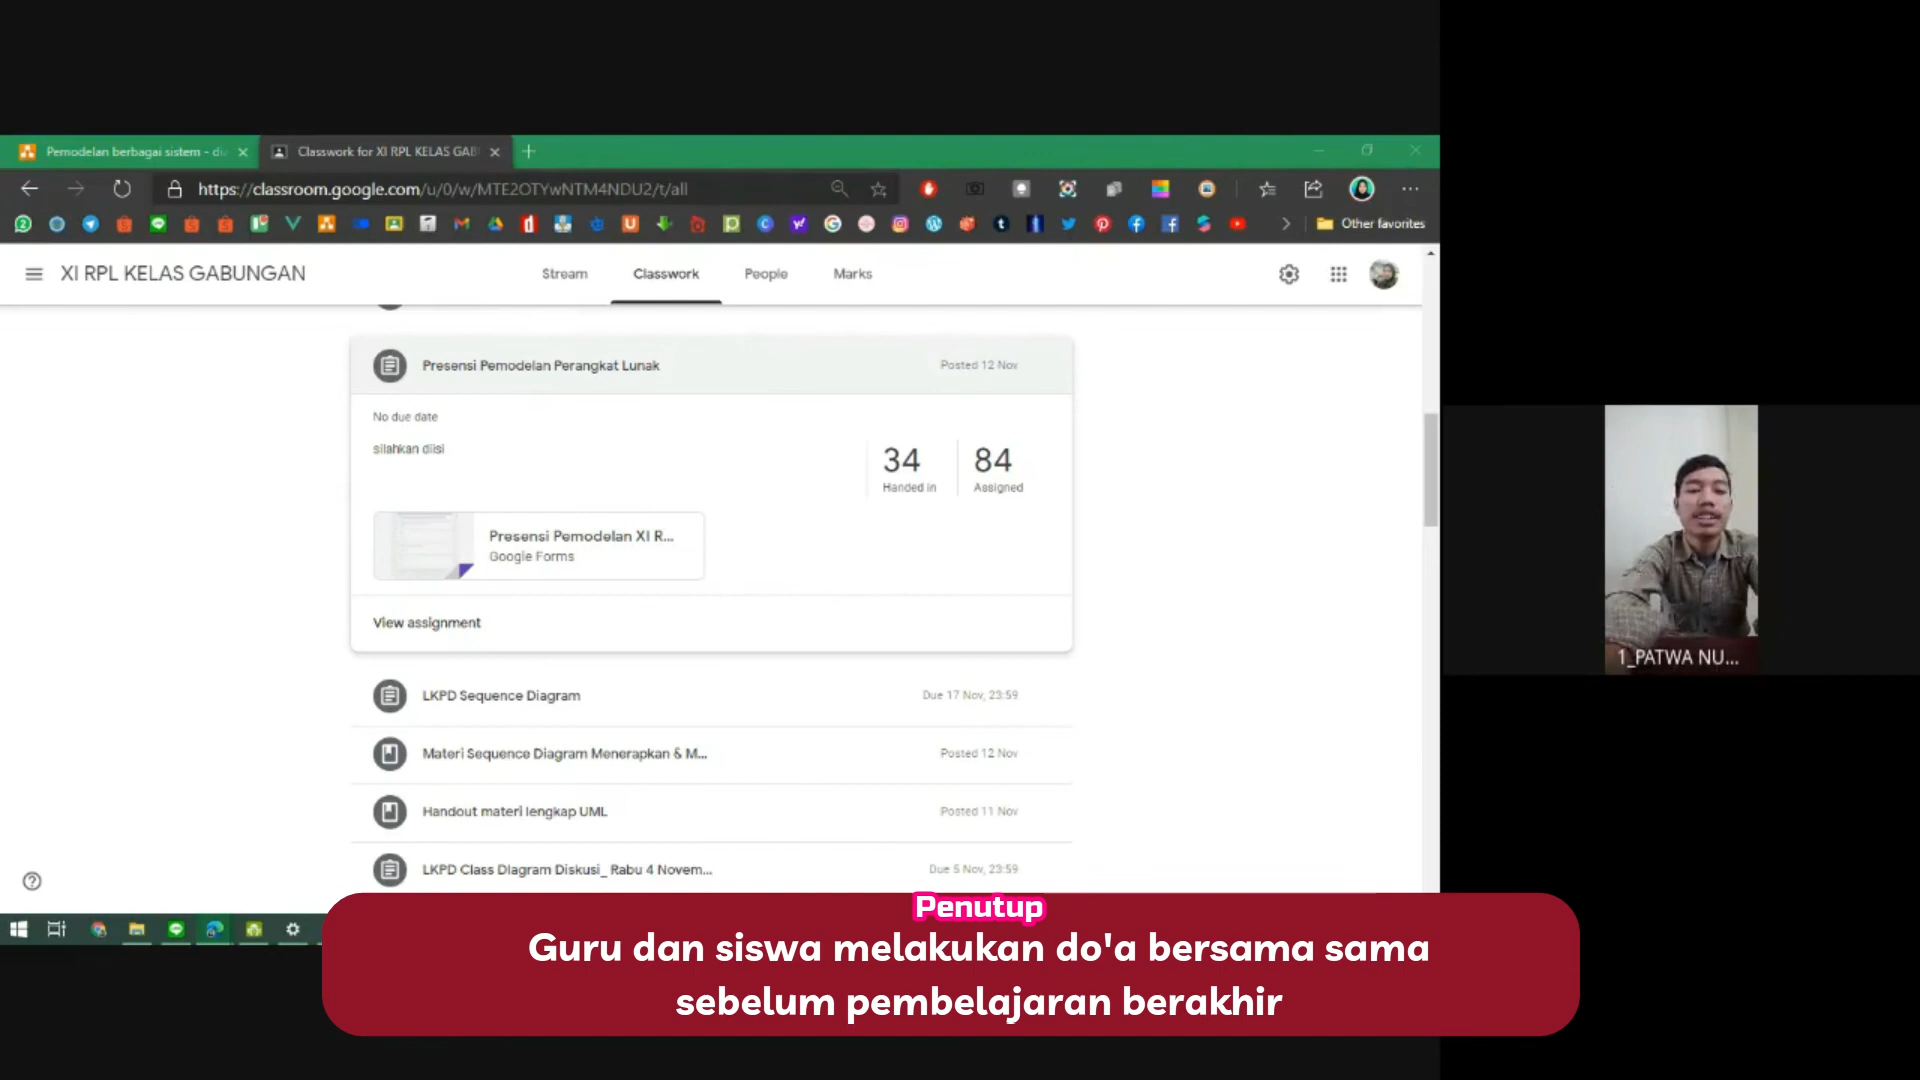 Pemodelan berbagai sistem - di
Classwork for XI RPL KELAS GAB
https://classroom.google.com/u/0/w/MTE2OTYwNTM4NDU2/t/all
Other favorites
XI RPL KELAS GABUNGAN
Stream
Classwork
People
Marks
Presensi Pemodelan Perangkat Lunak
Posted 12 Nov
No due date
silahkan diisi
34
Handed in
84
Assigned
Presensi Pemodelan XI R...
Google Forms
View assignment
LKPD Sequence Diagram
Due 17 Nov, 23:59
Materi Sequence Diagram Menerapkan & M...
Posted 12 Nov
Handout materi lengkap UML
Posted 11 Nov
LKPD Class Diagram Diskusi_ Rabu 4 Novem...
Due 5 Nov, 23:59
1_PATWA NU...
Penutup
Guru dan siswa melakukan do'a bersama sama
sebelum pembelajaran berakhir